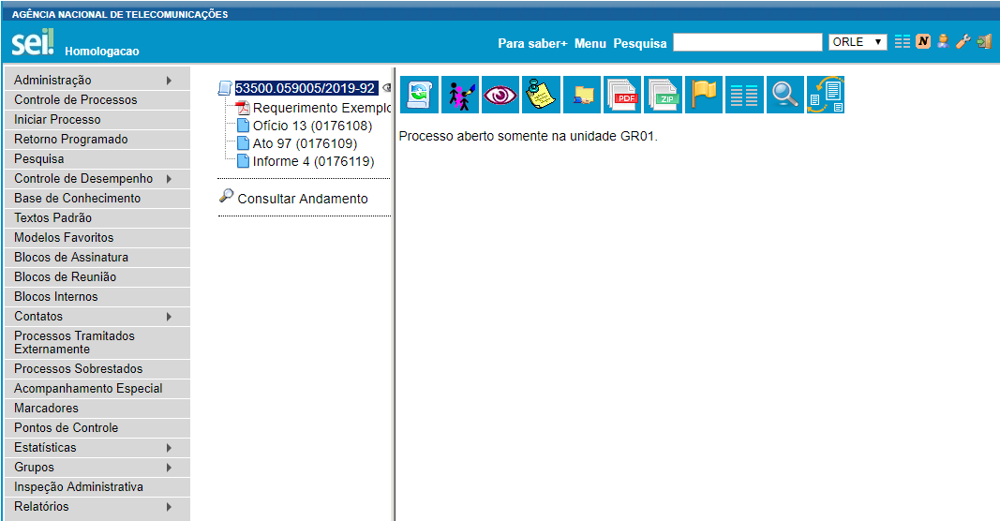 AGÊNCIA NACIONAL DE TELECOMUNICAÇÕES
sei! Homologacao
Para saber+ Menu Pesquisa ORLE
N
Administração
Controle de Processos
Iniciar Processo
Retorno Programado
Pesquisa
Controle de Desempenho
Base de Conhecimento
Textos Padrão
Modelos Favoritos
Blocos de Assinatura
Blocos de Reunião
Blocos Internos
Contatos
Processos Tramitados
Externamente
Processos Sobrestados
Acompanhamento Especial
Marcadores
Pontos de Controle
Estatísticas
Grupos
Inspeção Administrativa
Relatórios
53500.059005/2019-92
Requerimento Exemplo
Ofício 13 (0176108)
Ato 97 (0176109)
Informe 4 (0176119)
Consultar Andamento
PDF
ZIP
Processo aberto somente na unidade GR01.